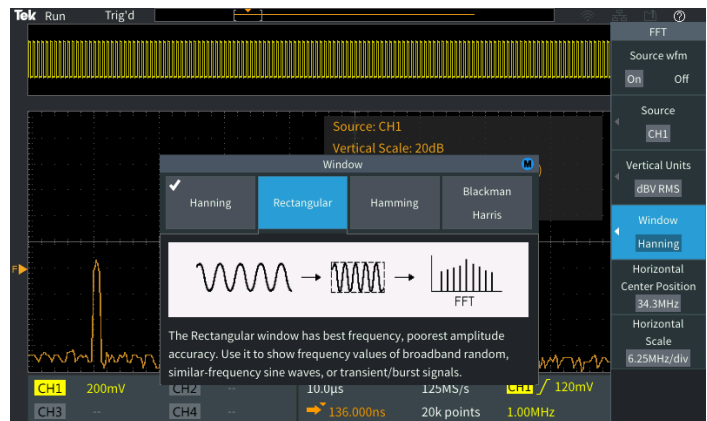 Tek Run Trig'd
FFT
Source wfm
On Off
Source
CH1
Vertical Units
dBV RMS
Window
Hanning
Horizontal
Center Position
34.3MHz
Horizontal
Scale
6.25MHz/div
Source: CH1
Vertical Scale: 20dB
Window
M
Hanning
Rectangular
Hamming
Blackman
Harris
FFT
The Rectangular window has best frequency, poorest amplitude
accuracy. Use it to show frequency values of broadband random,
similar-frequency sine waves, or transient/burst signals.
F
CH1 200mV CH2 -- 10.0µs 125MS/s CH1 120mV
CH3 -- CH4 -- 136.000ns 20k points 1.00MHz